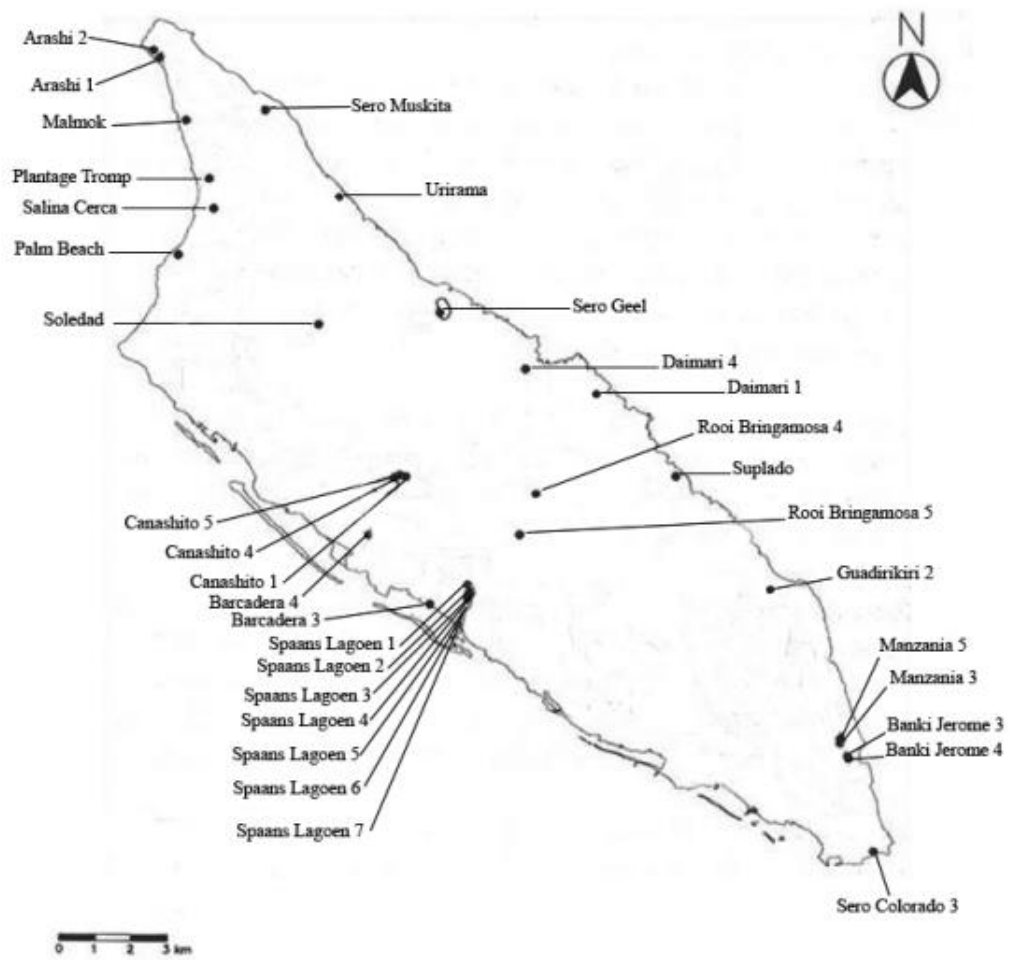 N
Arashi 2
Arashi 1
Sero Muskita
Malmok
Plantage Tromp
Urirama
Salina Cerca
Palm Beach
Sero Geel
Soledad
Daimari 4
Daimari 1
Rooi Bringamosa 4
Suplado
Rooi Bringamosa 5
Canashito 5
Canashito 4
Guadirikiri 2
Canashito 1
Barcadera 4
Barcadera 3
Spaans Lagoen 1
Manzania 5
Spaans Lagoen 2
Manzania 3
Spaans Lagoen 3
Spaans Lagoen 4
Banki Jerome 3
Banki Jerome 4
Spaans Lagoen 5
Spaans Lagoen 6
Spaans Lagoen 7
Sero Colorado 3
0 1 2 3 km